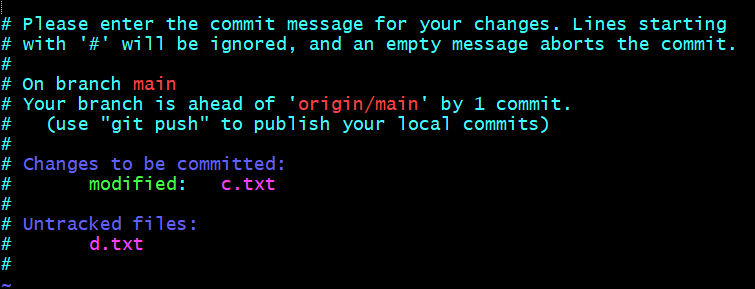 # Please enter the commit message for your changes. Lines starting
# with '#' will be ignored, and an empty message aborts the commit.
#
# On branch main
# Your branch is ahead of 'origin/main' by 1 commit.
#   (use "git push" to publish your local commits)
#
# Changes to be committed:
#       modified:   c.txt
#
# Untracked files:
#       d.txt
#
~